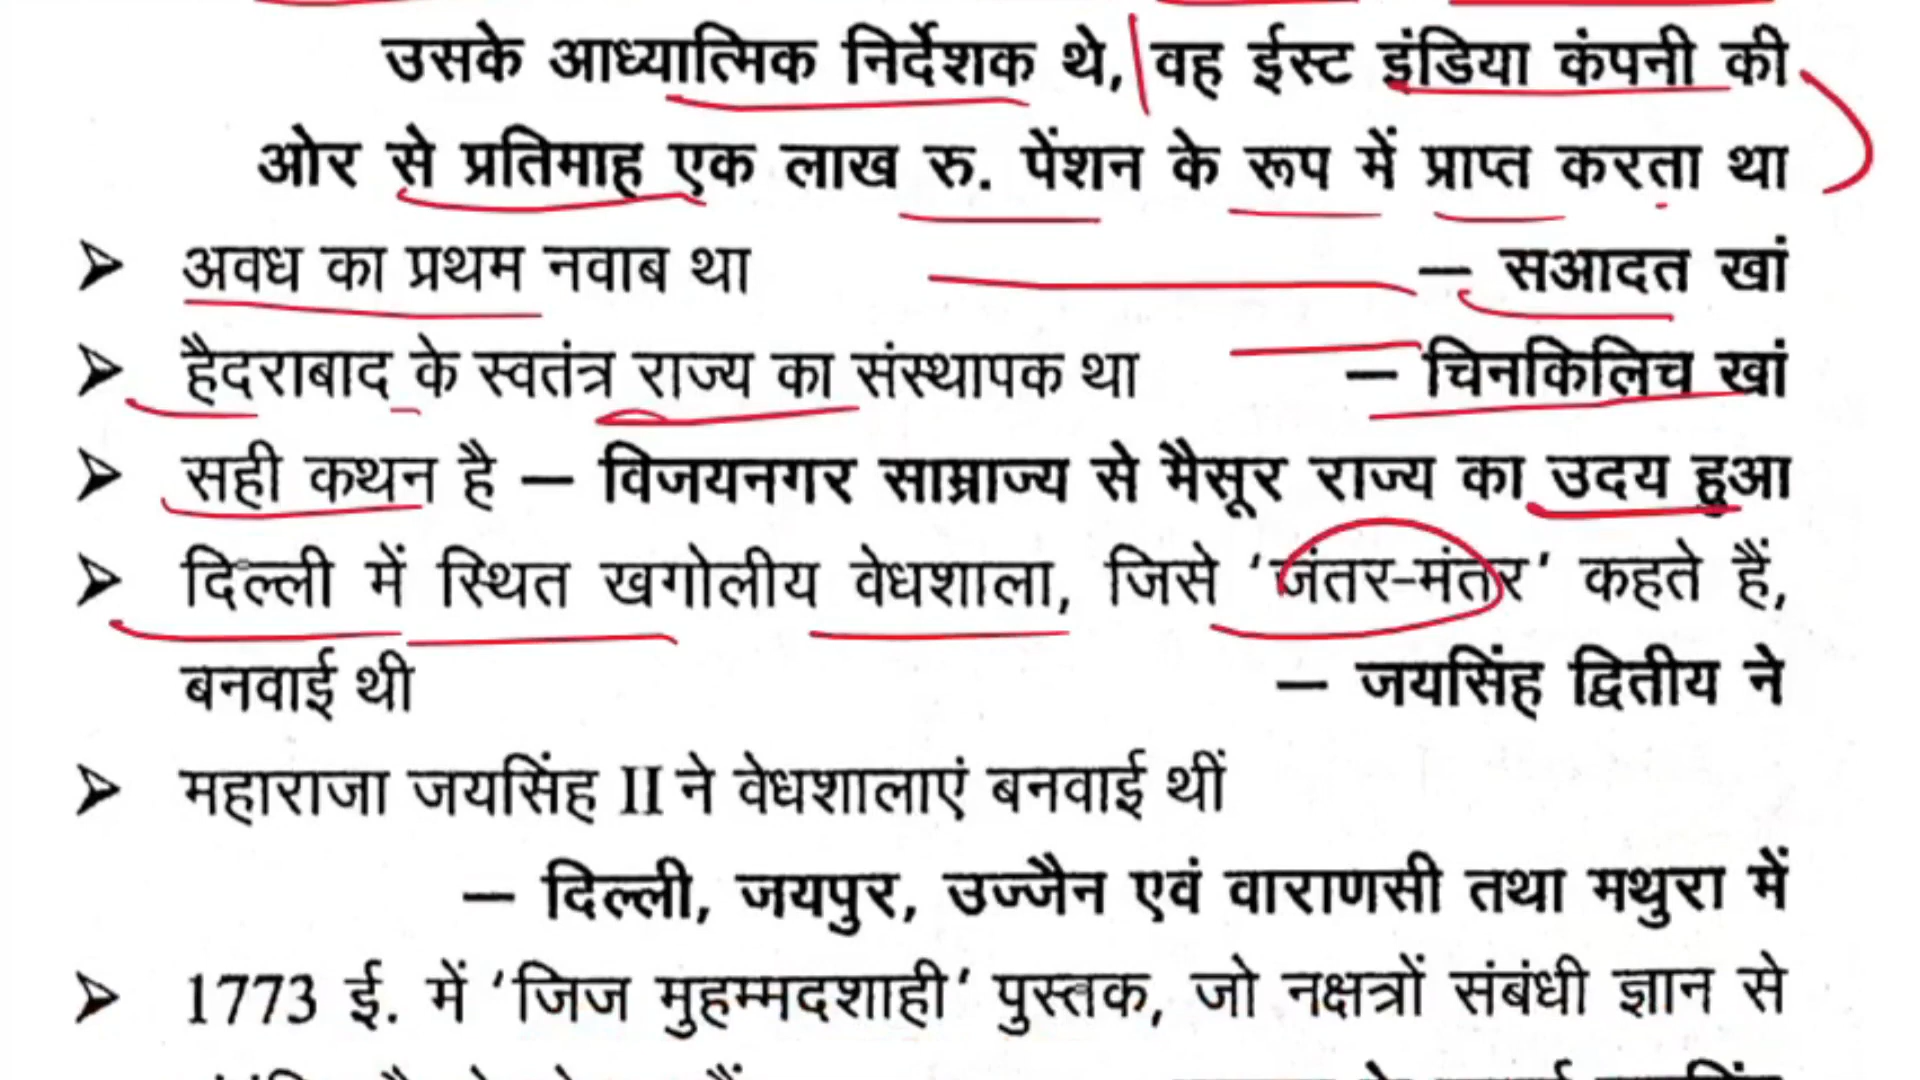 उसके आध्यात्मिक निर्देशक थे, वह ईस्ट इंडिया कंपनी की
ओर से प्रतिमाह एक लाख रु. पेंशन के रूप में प्राप्त करता था
➤ अवध का प्रथम नवाब था — सआदत खां
➤ हैदराबाद के स्वतंत्र राज्य का संस्थापक था — चिनकिलिच खां
➤ सही कथन है — विजयनगर साम्राज्य से मैसूर राज्य का उदय हुआ
➤ दिल्ली में स्थित खगोलीय वेधशाला, जिसे ‘जंतर-मंतर’ कहते हैं,
बनवाई थी — जयसिंह द्वितीय ने
➤ महाराजा जयसिंह II ने वेधशालाएं बनवाई थीं
— दिल्ली, जयपुर, उज्जैन एवं वाराणसी तथा मथुरा में
➤ 1773 ई. में ‘जिज मुहम्मदशाही’ पुस्तक, जो नक्षत्रों संबंधी ज्ञान से